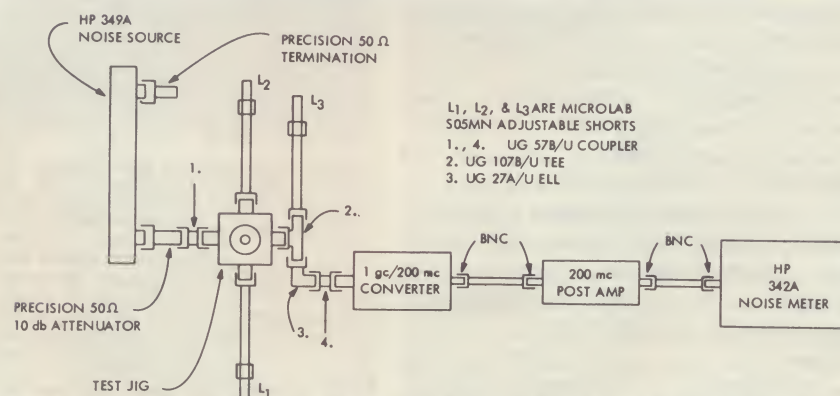 HP 349A
NOISE SOURCE
PRECISION 50 Ω
TERMINATION
L2
L3
L1, L2, & L3 ARE MICROLAB
S05MN ADJUSTABLE SHORTS
1., 4. UG 57B/U COUPLER
2. UG 107B/U TEE
3. UG 27A/U ELL
1.
2.
BNC
BNC
1 gc/200 mc
CONVERTER
200 mc
POST AMP
HP
342A
NOISE METER
PRECISION 50Ω
10 db ATTENUATOR
3.
4.
TEST JIG
L1